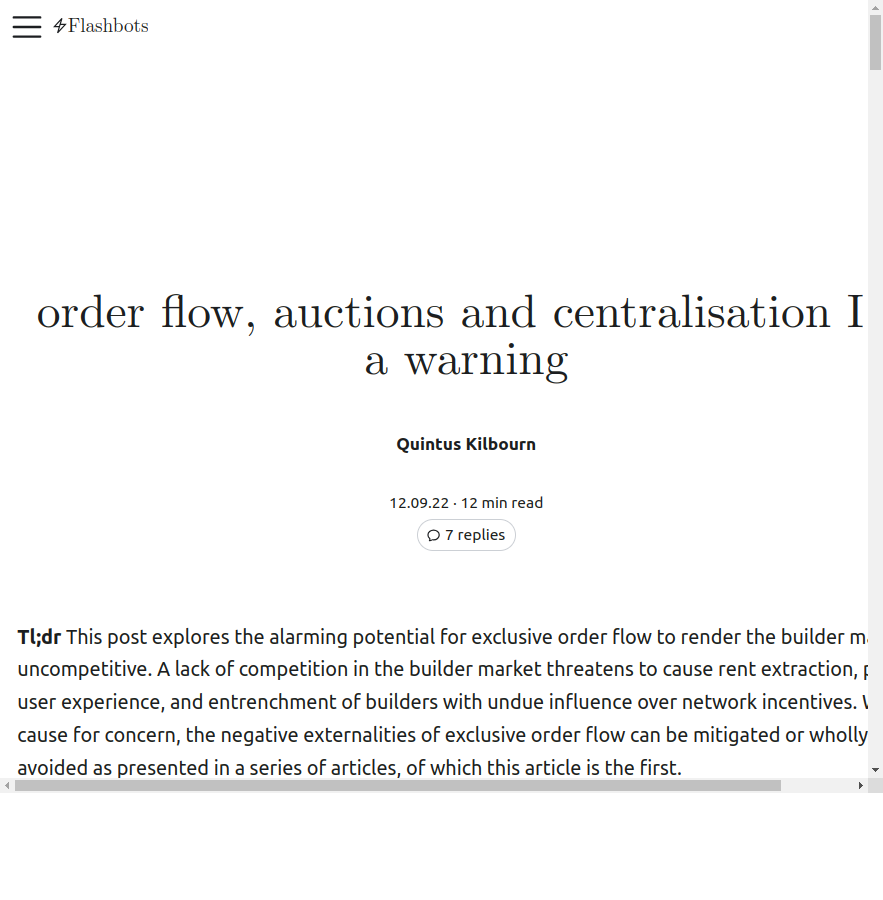 Flashbots
order flow, auctions and centralisation I
a warning
Quintus Kilbourn
12.09.22 · 12 min read
7 replies
Tl;dr This post explores the alarming potential for exclusive order flow to render the builder
uncompetitive. A lack of competition in the builder market threatens to cause rent extraction,
user experience, and entrenchment of builders with undue influence over network incentives.
cause for concern, the negative externalities of exclusive order flow can be mitigated or wholly
avoided as presented in a series of articles, of which this article is the first.